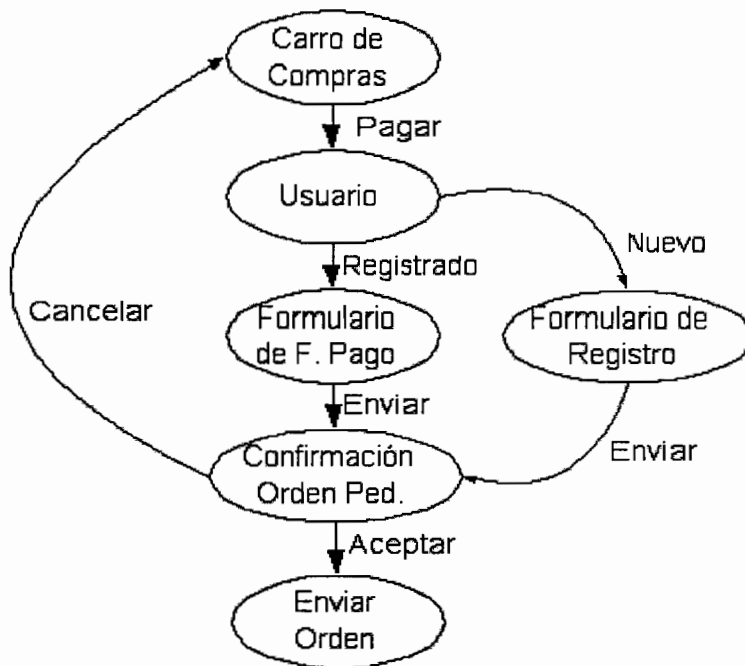 Carro de
Compras
Pagar
Usuario
Nuevo
Registrado
Cancelar
Formulario
de F. Pago
Formulario de
Registro
Enviar
Enviar
Confirmación
Orden Ped.
Aceptar
Enviar
Orden